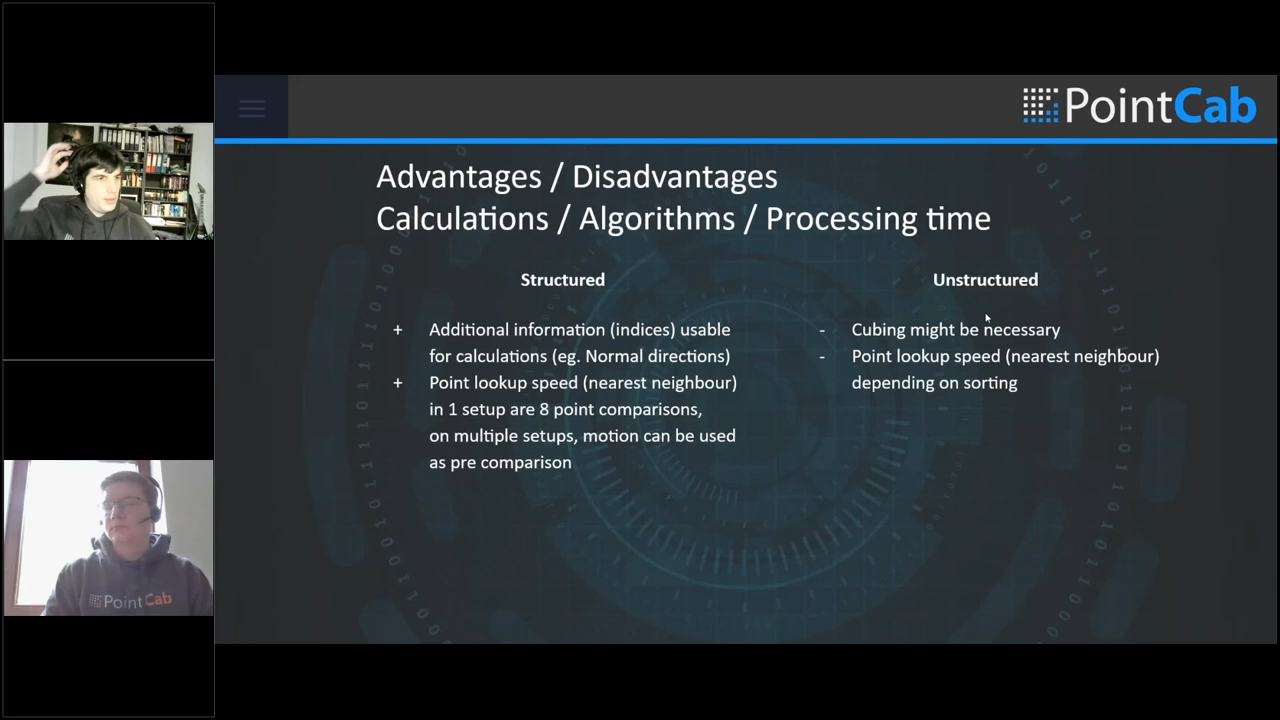 PointCab
Advantages / Disadvantages
Calculations / Algorithms / Processing time
Structured
+ Additional information (indices) usable
for calculations (eg. Normal directions)
+ Point lookup speed (nearest neighbour)
in 1 setup are 8 point comparisons,
on multiple setups, motion can be used
as pre comparison
Unstructured
- Cubing might be necessary
- Point lookup speed (nearest neighbour)
depending on sorting
PointCab